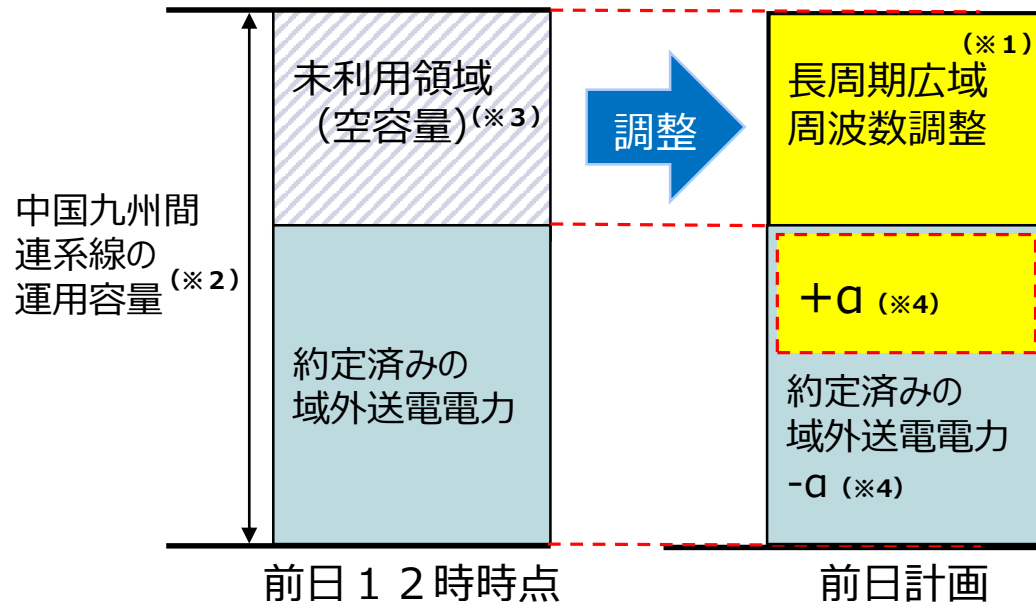 未利用領域
（空容量）(※３)
調整
(※１)
長周期広域
周波数調整
中国九州間
連系線の
運用容量(※２)
＋α (※４)
約定済みの
域外送電電力
約定済みの
域外送電電力
-α (※４)
前日１２時時点
前日計画